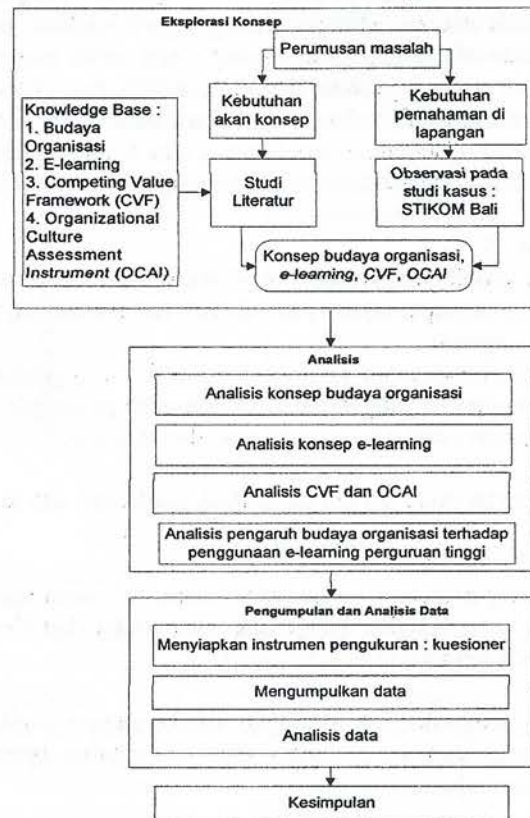 Eksplorasi Konsep
Perumusan masalah
Kebutuhan
akan konsep
Kebutuhan
pemahaman di
lapangan
Knowledge Base :
1. Budaya
Organisasi
2. E-learning
3. Competing Value
Framework (CVF)
4. Organizational
Culture
Assessment
Instrument (OCAI)
Studi
Literatur
Observasi pada
studi kasus :
STIKOM Bali
Konsep budaya organisasi,
e-learning, CVF, OCAI
Analisis
Analisis konsep budaya organisasi
Analisis konsep e-learning
Analisis CVF dan OCAI
Analisis pengaruh budaya organisasi terhadap
penggunaan e-learning perguruan tinggi
Pengumpulan dan Analisis Data
Menyiapkan instrumen pengukuran : kuesioner
Mengumpulkan data
Analisis data
Kesimpulan